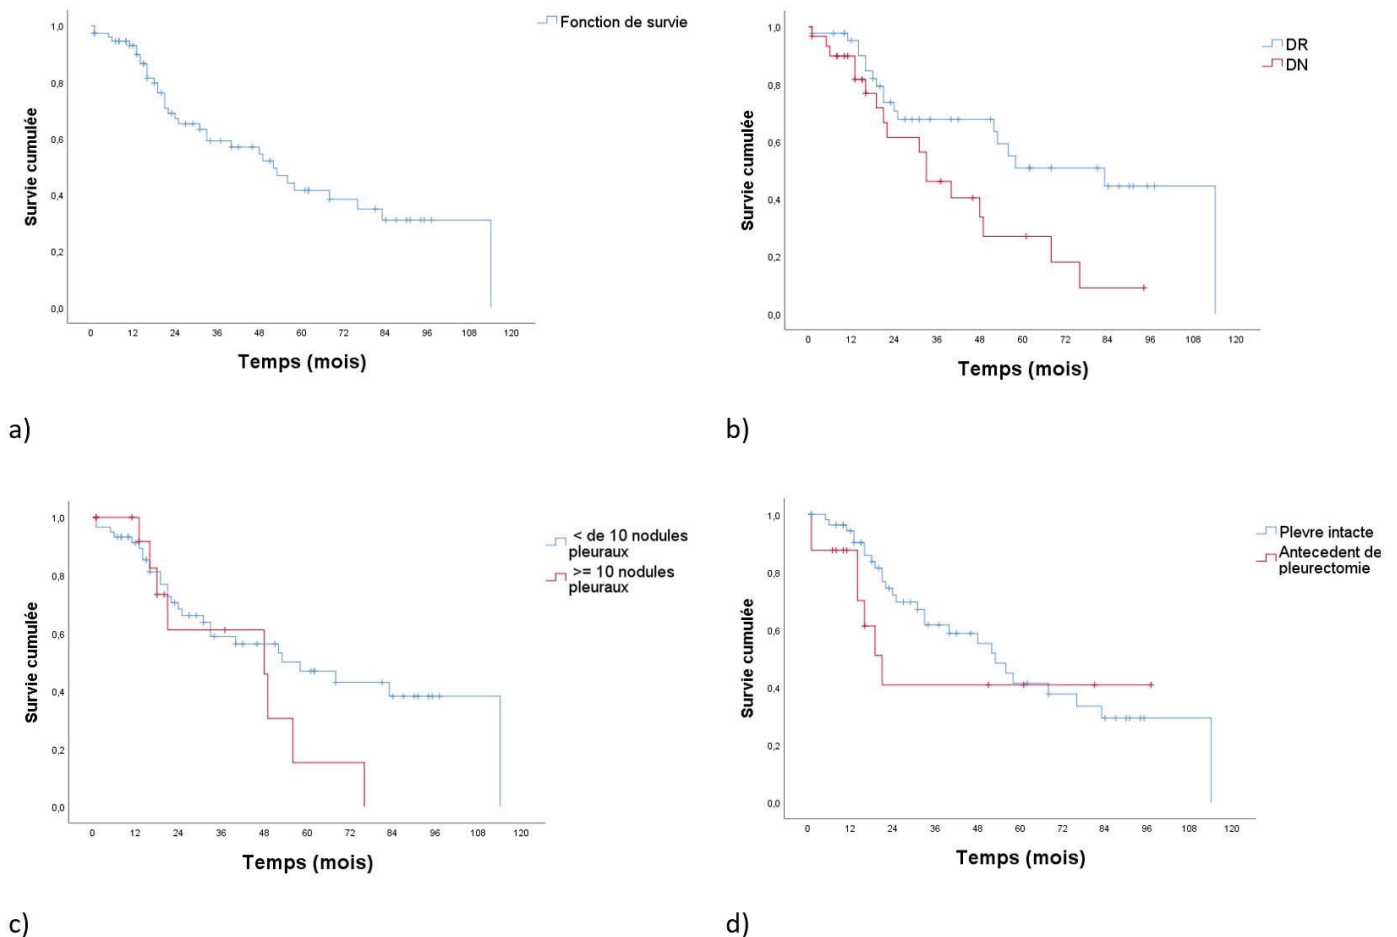 Fonction de survie
1,0
0,8
0,6
0,4
0,2
0,0
Survie cumulée
0 12 24 36 48 60 72 84 96 108 120
Temps (mois)
a)
DR
DN
1,0
0,8
0,6
0,4
0,2
0,0
Survie cumulée
0 12 24 36 48 60 72 84 96 108 120
Temps (mois)
b)
< de 10 nodules
pleuraux
>= 10 nodules
pleuraux
1,0
0,8
0,6
0,4
0,2
0,0
Survie cumulée
0 12 24 36 48 60 72 84 96 108 120
Temps (mois)
c)
Plevre intacte
Antecedent de
pleurectomie
1,0
0,8
0,6
0,4
0,2
0,0
Survie cumulée
0 12 24 36 48 60 72 84 96 108 120
Temps (mois)
d)